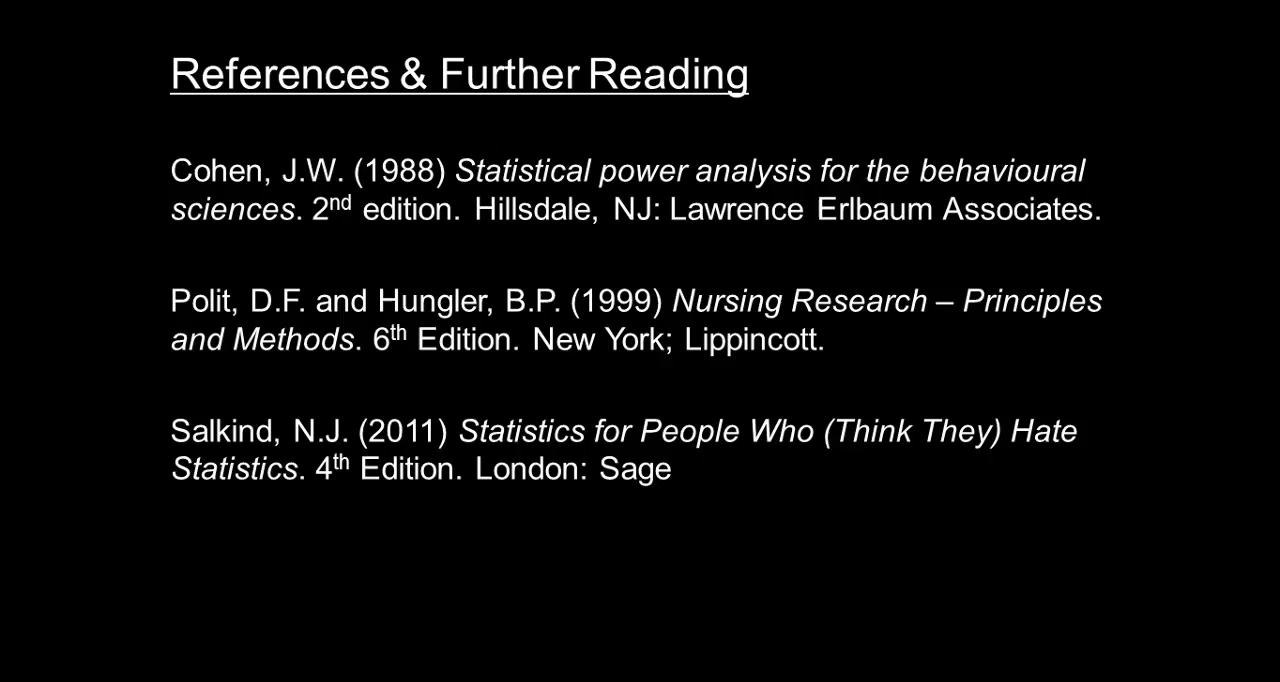 References & Further Reading
Cohen, J.W. (1988) Statistical power analysis for the behavioural
sciences. 2nd edition. Hillsdale, NJ: Lawrence Erlbaum Associates.
Polit, D.F. and Hungler, B.P. (1999) Nursing Research – Principles
and Methods. 6th Edition. New York; Lippincott.
Salkind, N.J. (2011) Statistics for People Who (Think They) Hate
Statistics. 4th Edition. London: Sage